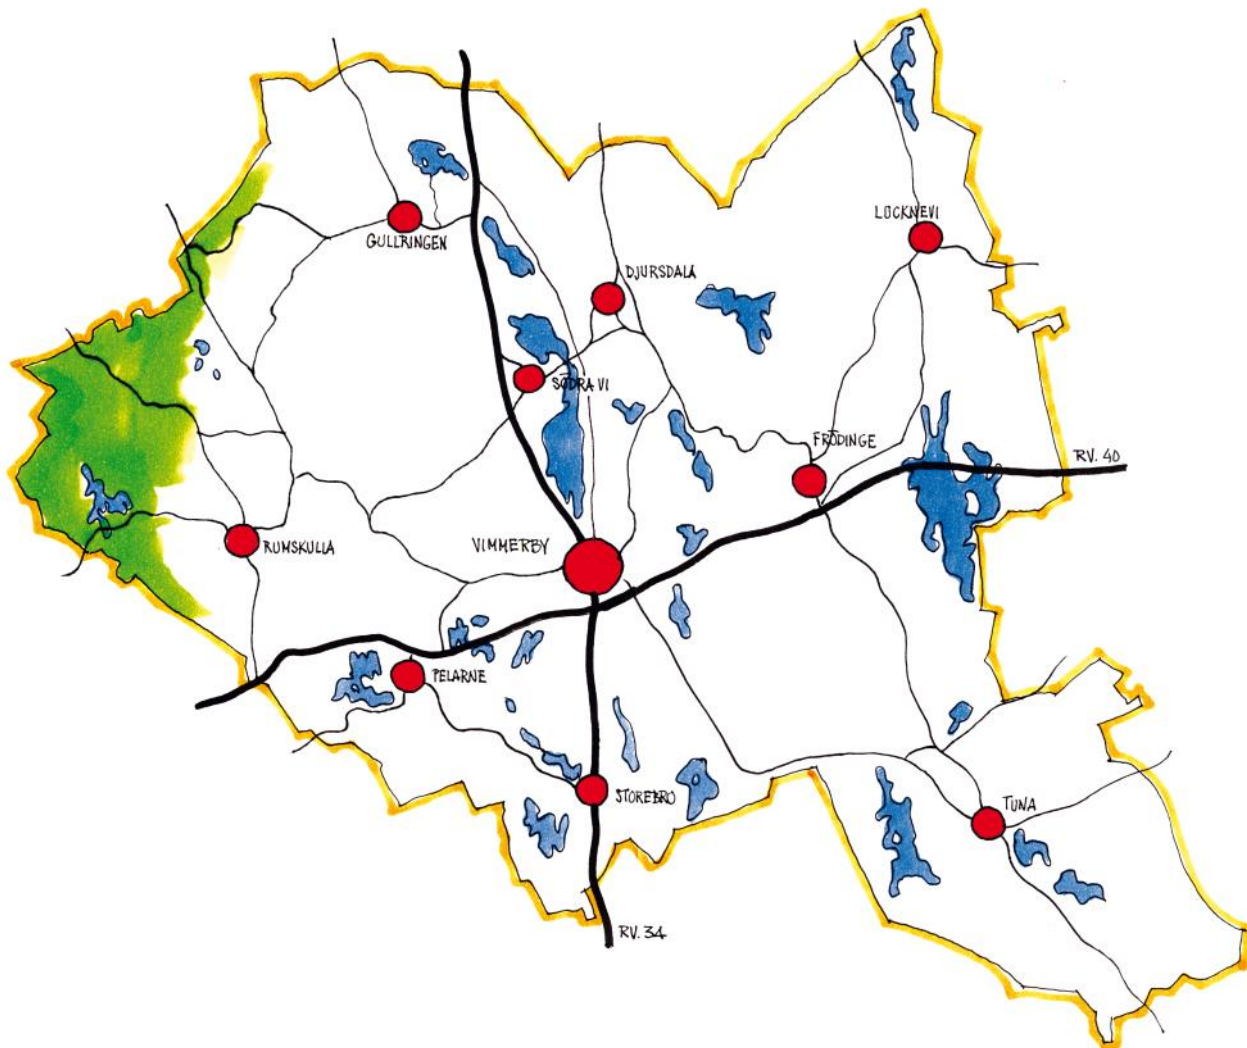 LOCKNEVI
GULLRINGEN
DJURSDALA
SÖDRA VI
FRÖDINGE
RV. 40
VIMMERBY
RUMSKULLA
PELARNE
STOREBRO
TUNA
RV. 34